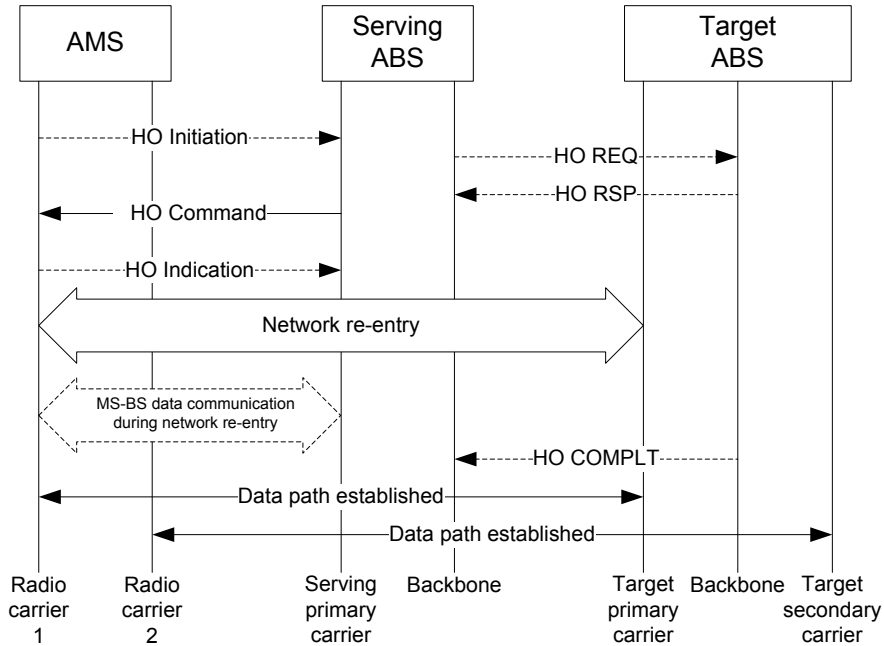 AMS
Serving
ABS
Target
ABS
HO Initiation
HO REQ
HO RSP
HO Command
HO Indication
Network re-entry
MS-BS data communication
during network re-entry
HO COMPLT
Data path established
Data path established
Radio
carrier
1
Radio
carrier
2
Serving
primary
carrier
Backbone
Target
primary
carrier
Backbone
Target
secondary
carrier